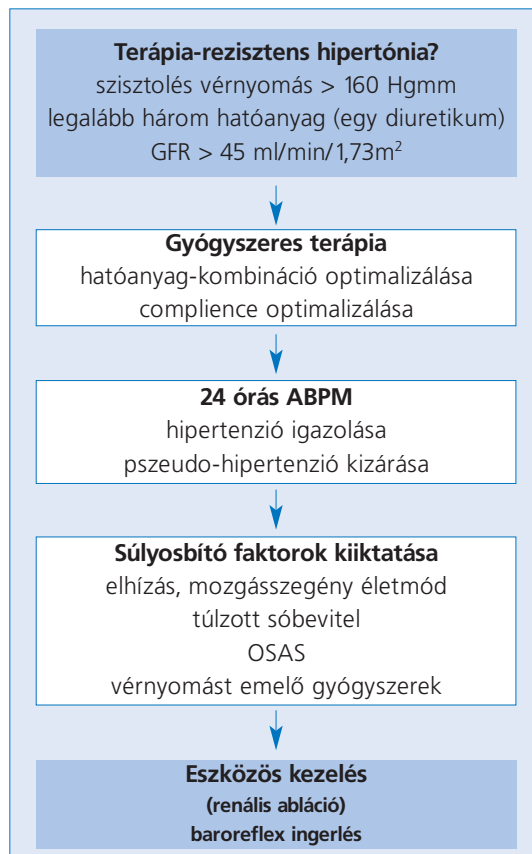 Terápia-rezisztens hipertónia?
szisztolés vérnyomás > 160 Hgmm
legalább három hatóanyag (egy diuretikum)
GFR > 45 ml/min/1,73m²
Gyógyszeres terápia
hatóanyag-kombináció optimalizálása
complience optimalizálása
24 órás ABPM
hipertenzió igazolása
pszeudo-hipertenzió kizárása
Súlyosbító faktorok kiiktatása
elhízás, mozgásszegény életmód
túlzott sóbevitel
OSAS
vérnyomást emelő gyógyszerek
Eszközös kezelés
(renális abláció)
baroreflex ingerlés